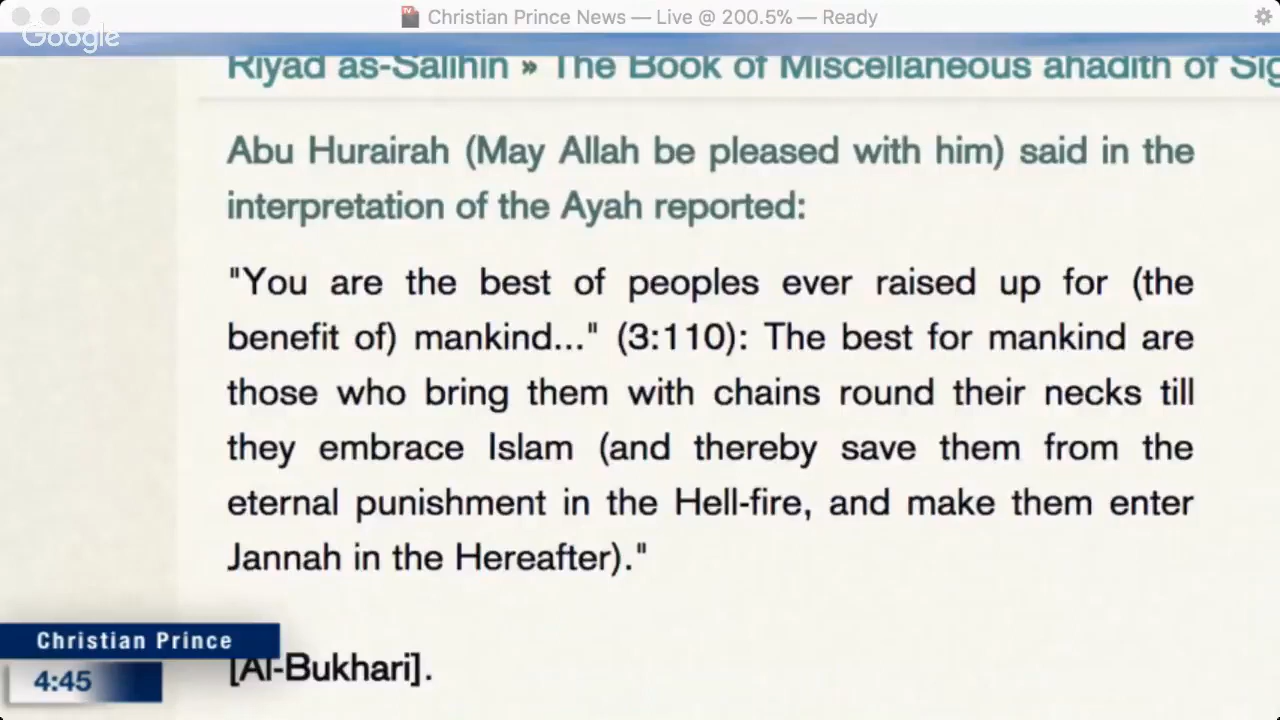 Christian Prince News — Live @ 200.5% — Ready
Google
Riyad as-Salihin » The Book of Miscellaneous ahadith of Sig
Abu Hurairah (May Allah be pleased with him) said in the
interpretation of the Ayah reported:
"You are the best of peoples ever raised up for (the
benefit of) mankind..." (3:110): The best for mankind are
those who bring them with chains round their necks till
they embrace Islam (and thereby save them from the
eternal punishment in the Hell-fire, and make them enter
Jannah in the Hereafter)."
Christian Prince
[Al-Bukhari].
4:45